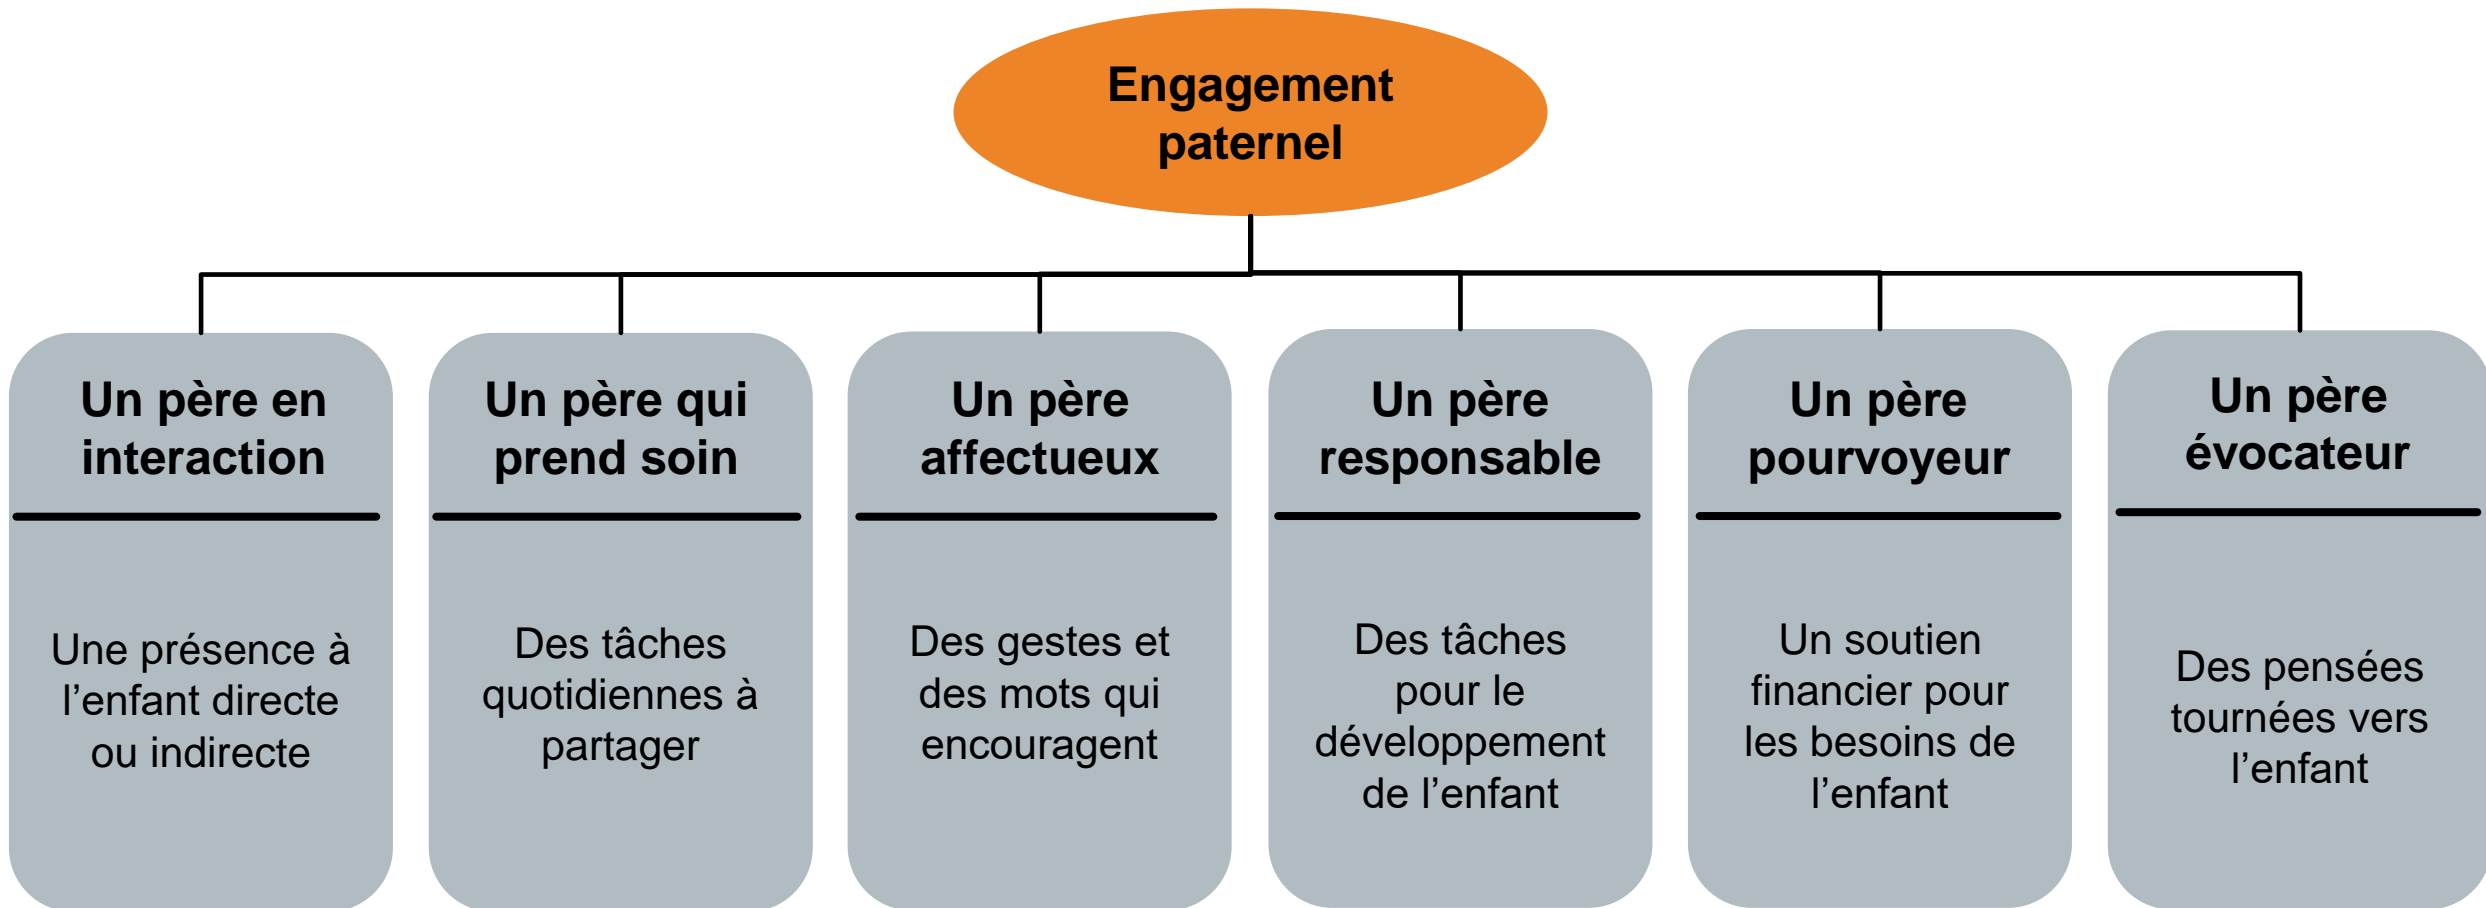 Engagement
paternel
Un père en
interaction
Une présence à
l’enfant directe
ou indirecte
Un père qui
prend soin
Des tâches
quotidiennes à
partager
Un père
affectueux
Des gestes et
des mots qui
encouragent
Un père
responsable
Des tâches
pour le
développement
de l’enfant
Un père
pourvoyeur
Un soutien
financier pour
les besoins de
l’enfant
Un père
évocateur
Des pensées
tournées vers
l’enfant